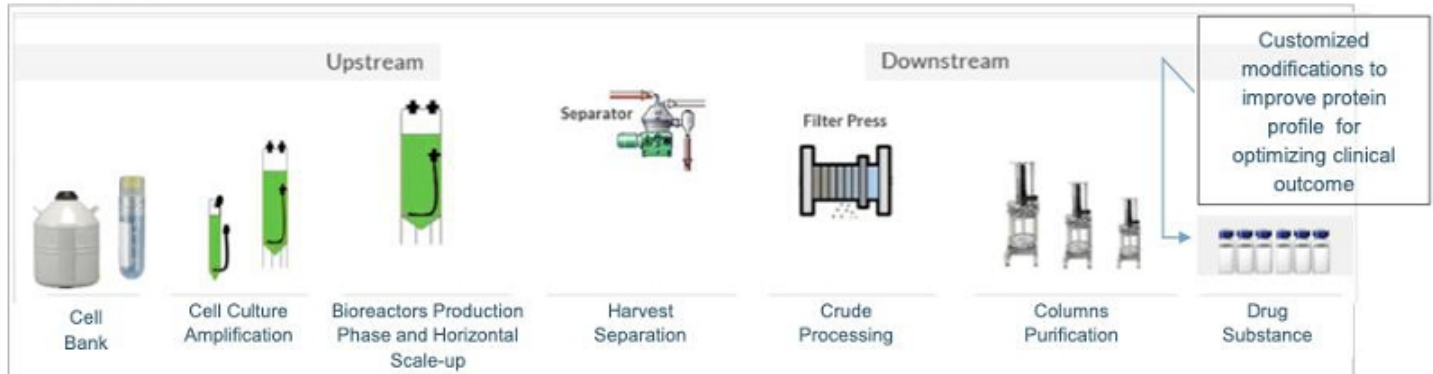 Upstream
Downstream
Customized
modifications to
improve protein
profile for
optimizing clinical
outcome
Separator
Filter Press
Cell
Bank
Cell Culture
Amplification
Bioreactors Production
Phase and Horizontal
Scale-up
Harvest
Separation
Crude
Processing
Columns
Purification
Drug
Substance